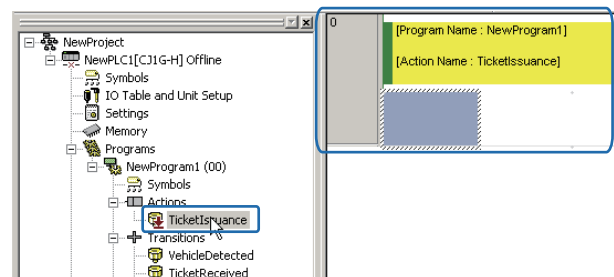 NewProject
NewPLC1[CJ1G-H] Offline
Symbols
IO Table and Unit Setup
Settings
Memory
Programs
NewProgram1 (00)
Symbols
Actions
TicketIssuance
Transitions
VehicleDetected
TicketReceived
0
[Program Name : NewProgram1]
[Action Name : TicketIssuance]